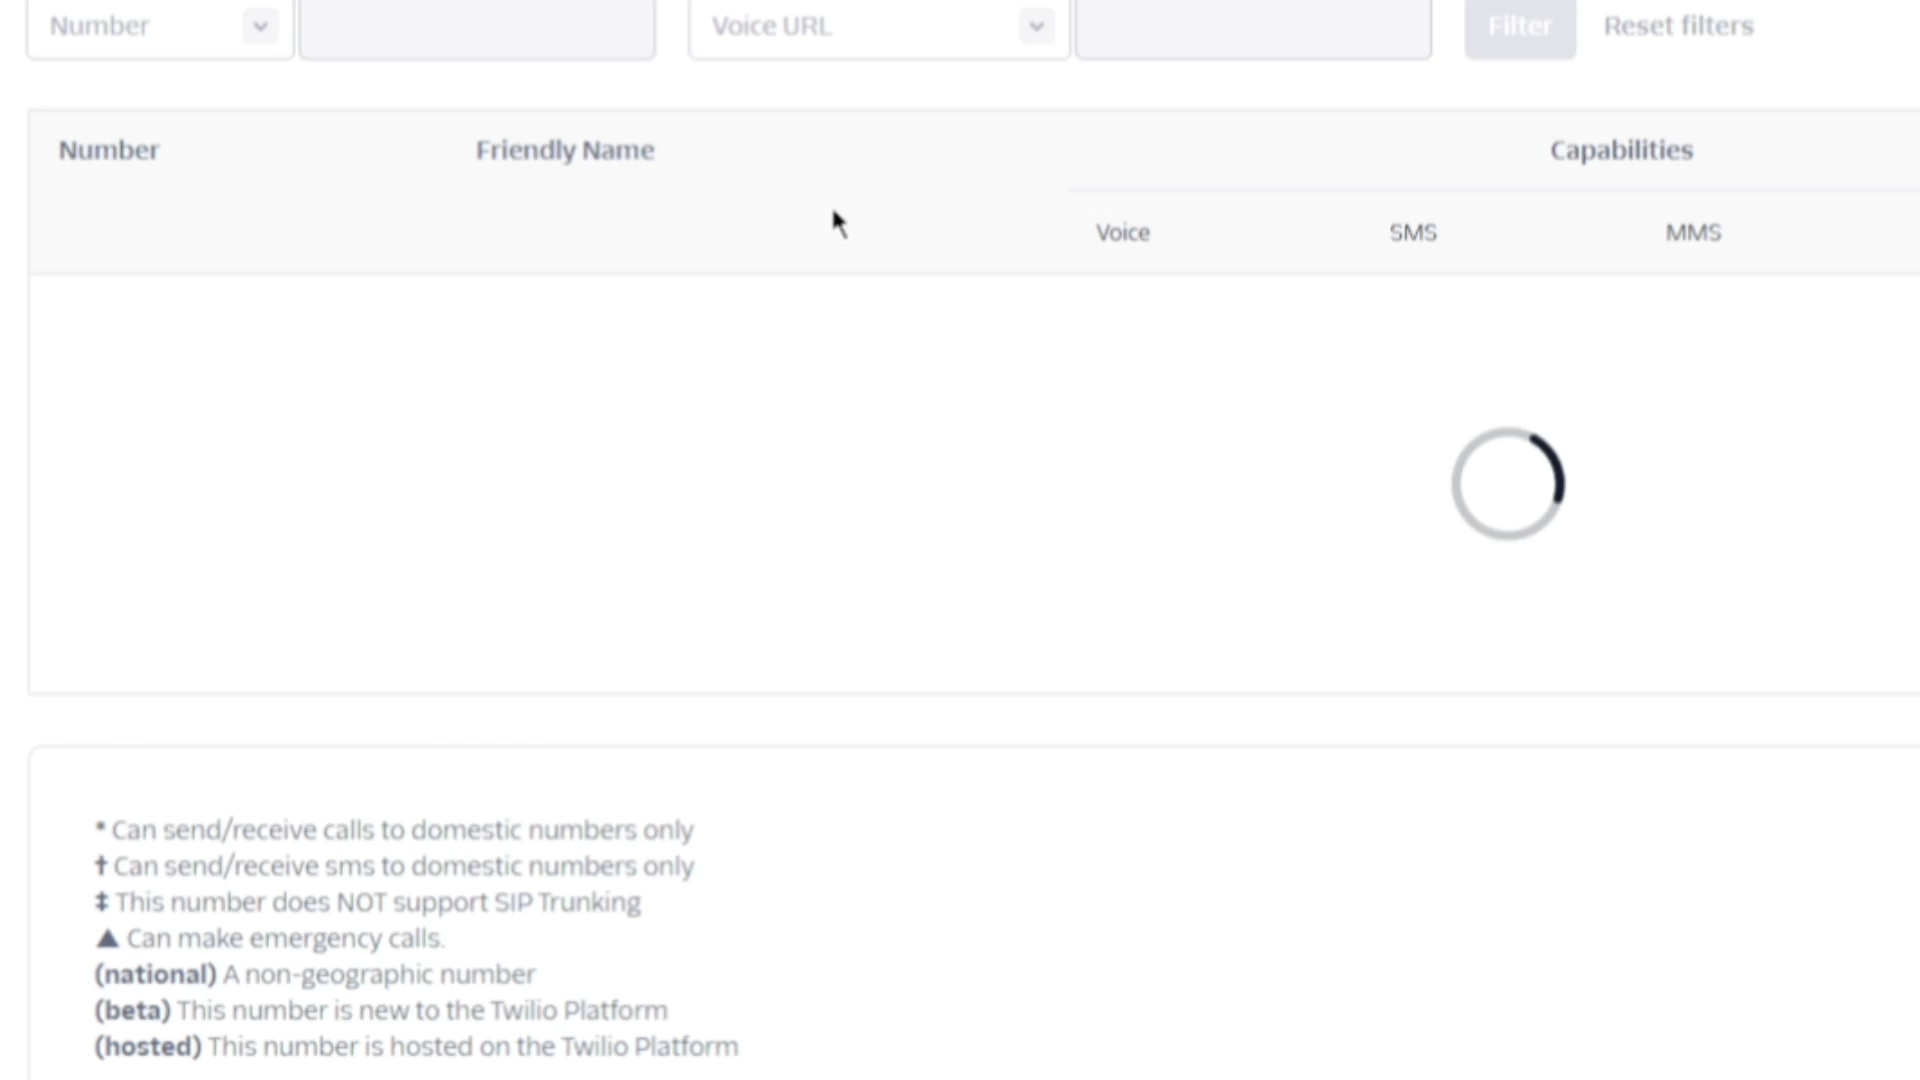 Number
Voice URL
Filter
Reset filters
Number
Friendly Name
Capabilities
Voice
SMS
MMS
* Can send/receive calls to domestic numbers only
† Can send/receive sms to domestic numbers only
‡ This number does NOT support SIP Trunking
▲ Can make emergency calls.
(national) A non-geographic number
(beta) This number is new to the Twilio Platform
(hosted) This number is hosted on the Twilio Platform